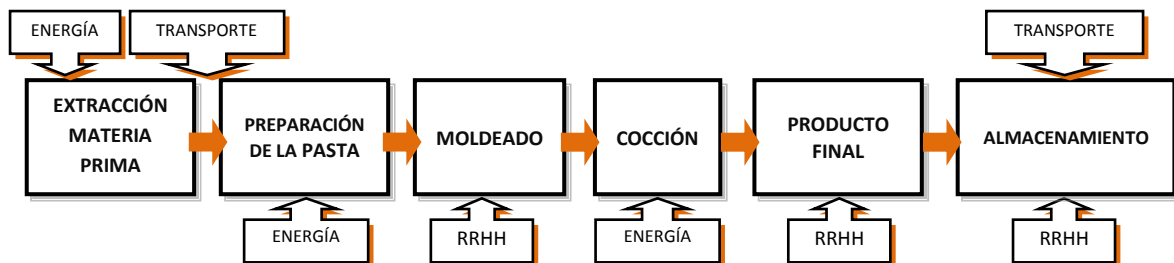 ENERGÍA
TRANSPORTE
TRANSPORTE
EXTRACCIÓN
MATERIA
PRIMA
PREPARACIÓN
DE LA PASTA
MOLDEADO
COCCIÓN
PRODUCTO
FINAL
ALMACENAMIENTO
ENERGÍA
RRHH
ENERGÍA
RRHH
RRHH